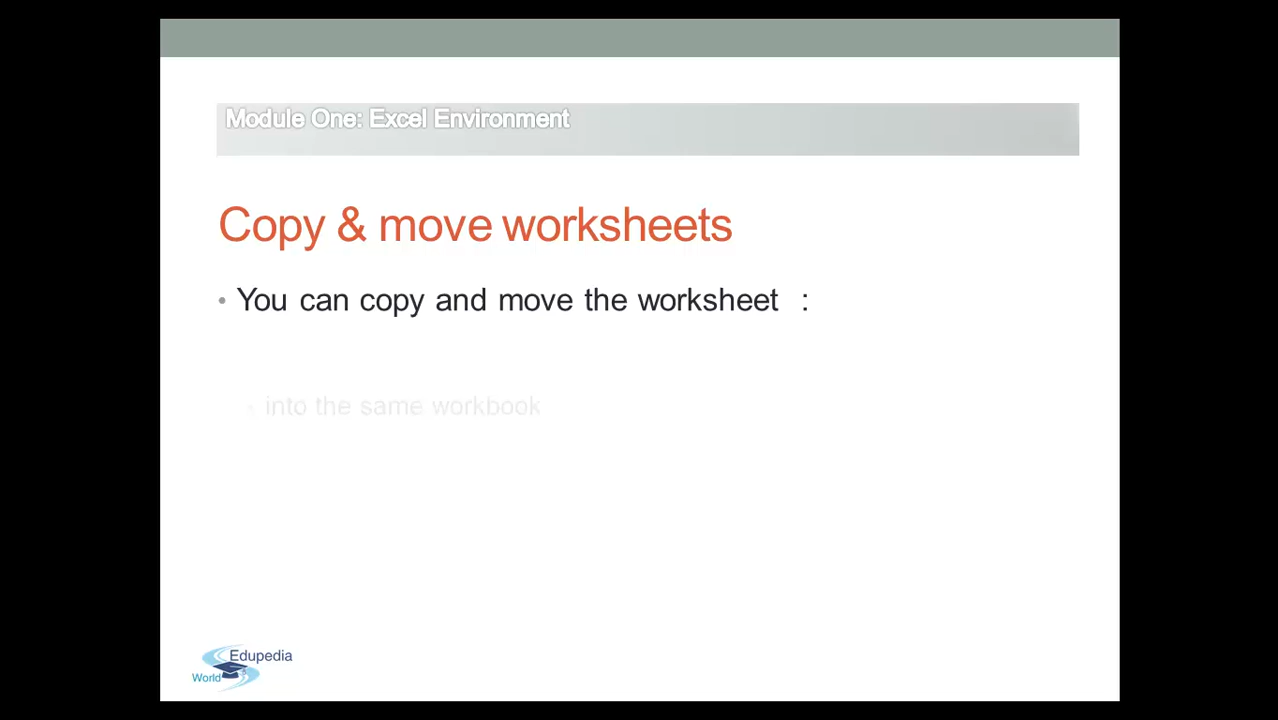 Module One: Excel Environment
Copy & move worksheets
• You can copy and move the worksheet :
- into the same workbook
Edupedia
World